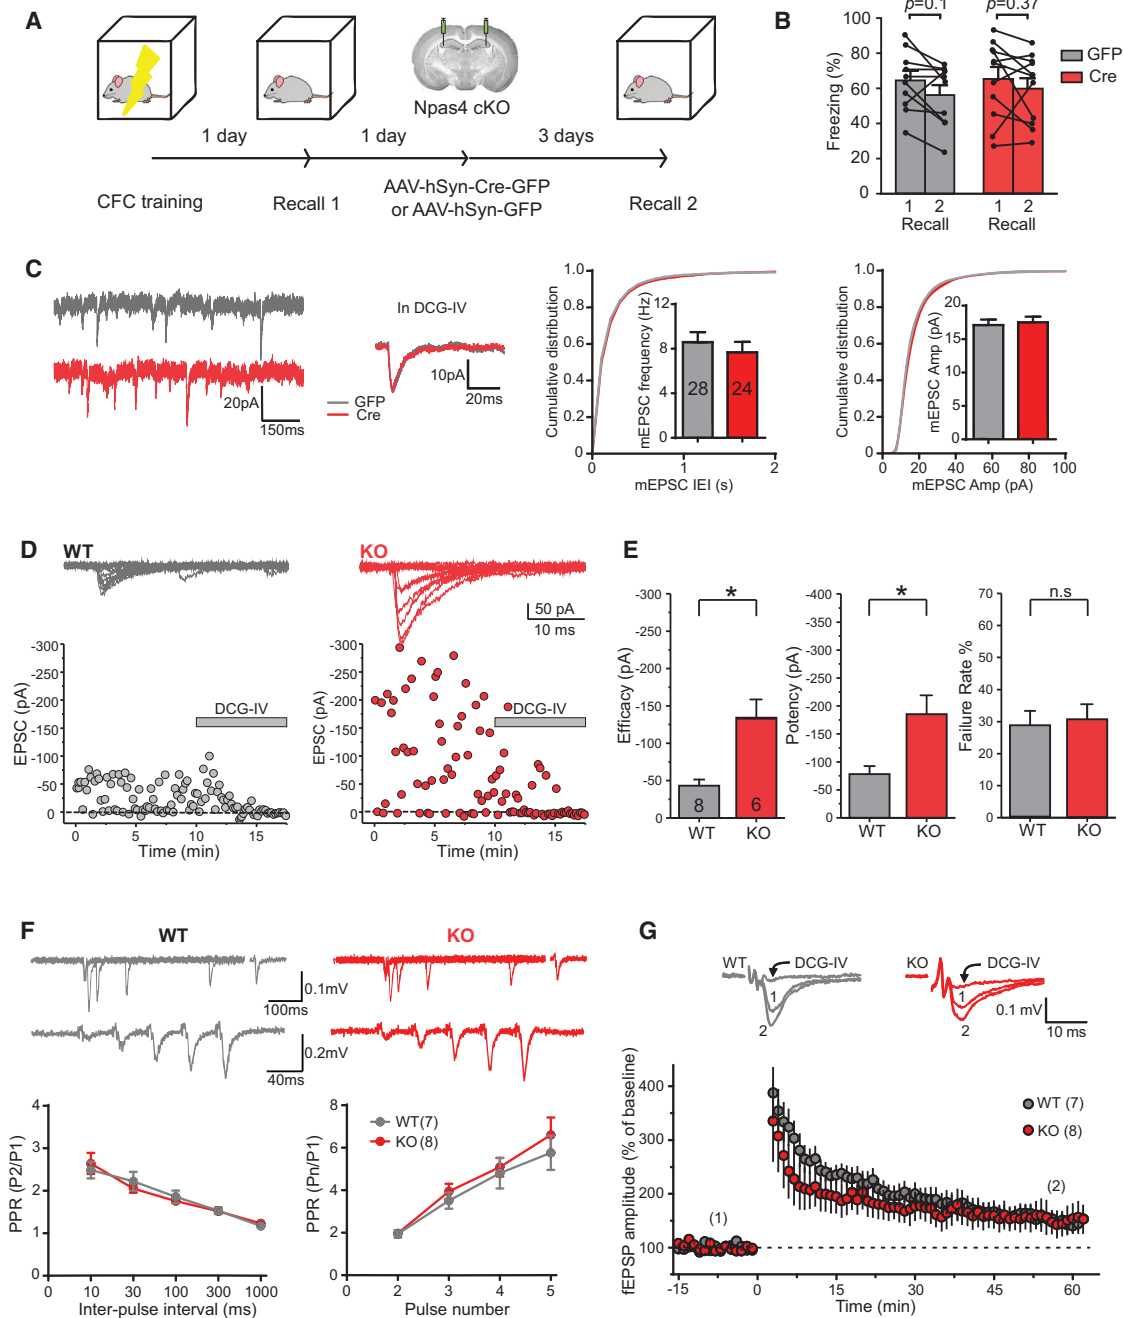 A
1 day
1 day
3 days
Npas4 cKO
CFC training
Recall 1
AAV-hSyn-Cre-GFP
or AAV-hSyn-GFP
Recall 2
B
p=0.1
p=0.37
GFP
Cre
Freezing (%)
100
80
60
40
20
0
1 2 1 2
Recall Recall
C
In DCG-IV
20pA
150ms
GFP
Cre
10pA
20ms
Cumulative distribution
1.0
0.8
0.6
0.4
0.2
0
0 1 2
mEPSC IEI (s)
mEPSC frequency (Hz)
12
8
4
0
28 24
Cumulative distribution
1.0
0.8
0.6
0.4
0.2
0
0 20 40 60 80 100
mEPSC Amp (pA)
mEPSC Amp (pA)
20
15
10
5
0
D
WT
KO
50 pA
10 ms
EPSC (pA)
-300
-250
-200
-150
-100
-50
0
DCG-IV
0 5 10 15
Time (min)
EPSC (pA)
-300
-250
-200
-150
-100
-50
0
DCG-IV
0 5 10 15
Time (min)
E
Efficacy (pA)
-300
-250
-200
-150
-100
-50
0
*
8 6
WT KO
Potency (pA)
-400
-350
-300
-250
-200
-150
-100
-50
0
*
WT KO
Failure Rate %
70
60
50
40
30
20
10
0
n.s
WT KO
F
WT
KO
0.1mV
100ms
0.2mV
40ms
PPR (P2/P1)
4
3
2
1
0
0 10 30 100 300 1000
Inter-pulse interval (ms)
PPR (Pn/P1)
8
6
4
2
0
WT(7)
KO(8)
2 3 4 5
Pulse number
G
WT
DCG-IV
1
2
KO
DCG-IV
1
2
0.1 mV
10 ms
fEPSP amplitude (% of baseline)
400
300
200
100
WT (7)
KO (8)
(1)
(2)
-15 0 15 30 45 60
Time (min)